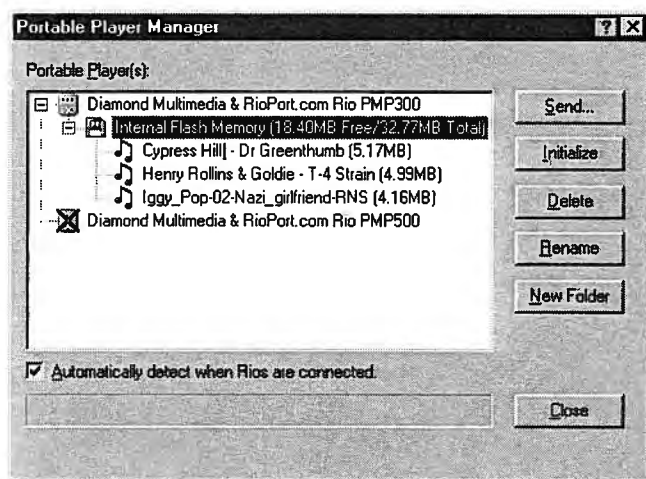 Portable Player Manager
Portable Player(s):
Diamond Multimedia & RioPort.com Rio PMP300
Internal Flash Memory (18.40MB Free/32.77MB Total)
Cypress Hill[ - Dr Greenthumb (5.17MB)
Henry Rollins & Goldie - T-4 Strain (4.99MB)
Iggy_Pop-02-Nazi_girlfriend-RNS (4.16MB)
Diamond Multimedia & RioPort.com Rio PMP500
Send...
Initialize
Delete
Rename
New Folder
Automatically detect when Rios are connected.
Close